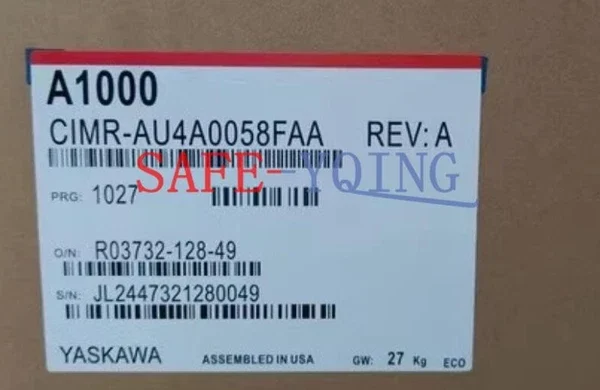 A1000
CIMR-AU4A0058FAA REV: A
SAFE-YQING
PRG: 1027
O/N: R03732-128-49
S/N: JL2447321280049
YASKAWA ASSEMBLED IN USA GW: 27 Kg ECO